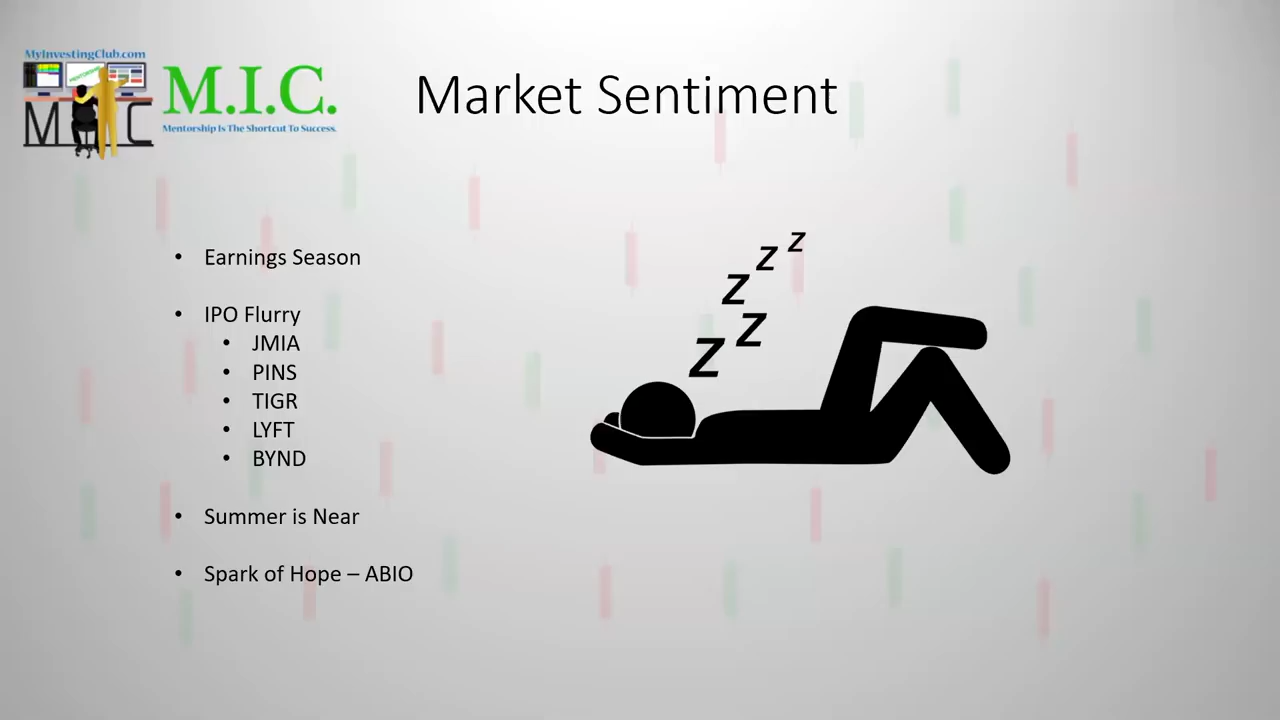 MyInvestingClub.com
M.I.C.
Mentorship Is The Shortcut To Success.
MIC
Market Sentiment
• Earnings Season
• IPO Flurry
• JMIA
• PINS
• TIGR
• LYFT
• BYND
• Summer is Near
• Spark of Hope – ABIO
z
z
z
z
z